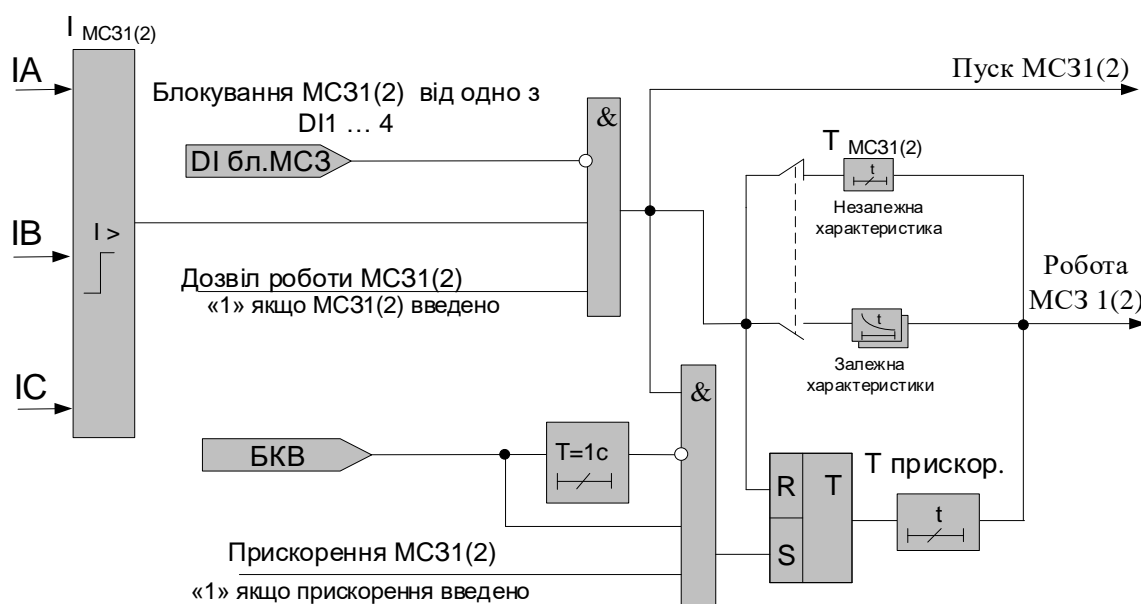 I МСЗ1(2)
IA
Блокування МСЗ1(2) від одно з
DI1 ... 4
DI бл.МСЗ
&
Пуск МСЗ1(2)
T МСЗ1(2)
t
Незалежна
характеристика
IB
I >
Дозвіл роботи МСЗ1(2)
«1» якщо МСЗ1(2) введено
Робота
МСЗ 1(2)
t
Залежна
характеристики
IC
&
БКВ
T=1с
R
T
S
Т прискор.
t
Прискорення МСЗ1(2)
«1» якщо прискорення введено